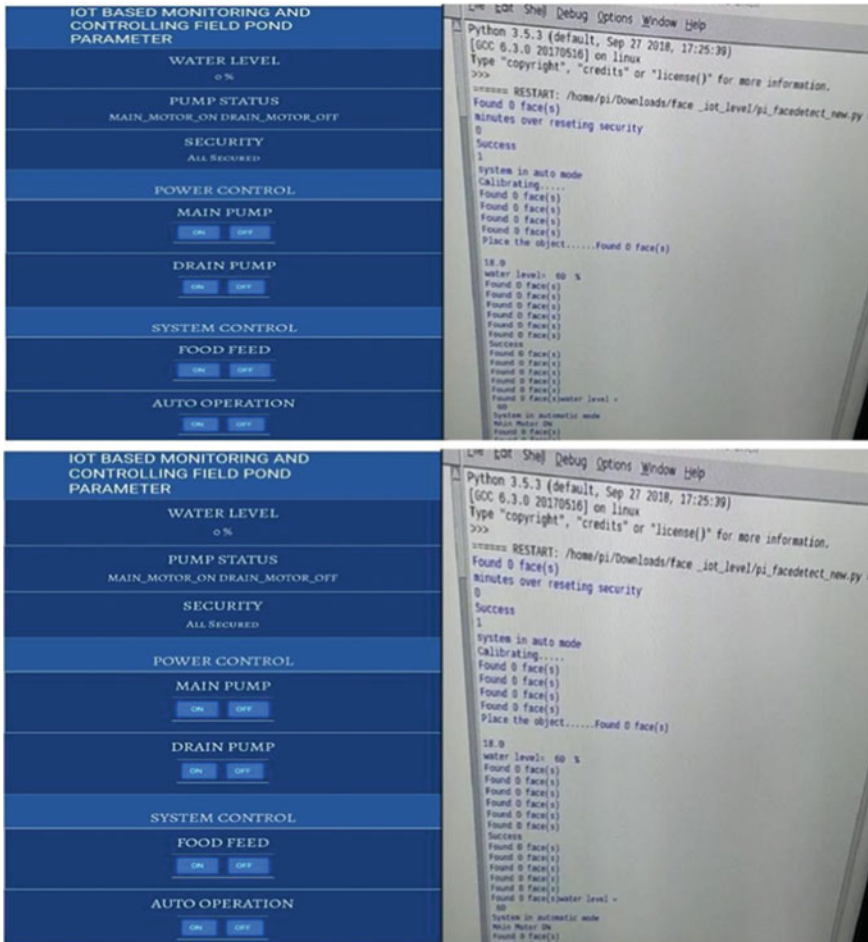 IOT BASED MONITORING AND
CONTROLLING FIELD POND
PARAMETER
WATER LEVEL
0 %
PUMP STATUS
MAIN_MOTOR_ON DRAIN_MOTOR_OFF
SECURITY
ALL SECURED
POWER CONTROL
MAIN PUMP
ON OFF
DRAIN PUMP
ON OFF
SYSTEM CONTROL
FOOD FEED
ON OFF
AUTO OPERATION
ON OFF
Edit Shell Debug Options Window Help
Python 3.5.3 (default, Sep 27 2018, 17:25:39)
[GCC 6.3.0 20170516] on linux
Type "copyright", "credits" or "license()" for more information.
>>>
====== RESTART: /home/pi/Downloads/face _iot_level/pi_facedetect_new.py
Found 0 face(s)
minutes over reseting security
0
Success
1
system in auto mode
Calibrating.....
Found 0 face(s)
Found 0 face(s)
Found 0 face(s)
Found 0 face(s)
Place the object......Found 0 face(s)
18.0
water level= 60 %
Found 0 face(s)
Found 0 face(s)
Found 0 face(s)
Found 0 face(s)
Found 0 face(s)
Found 0 face(s)
Success
Found 0 face(s)
Found 0 face(s)
Found 0 face(s)
Found 0 face(s)
Found 0 face(s)
Found 0 face(s)water level =
60
System in automatic mode
Main Motor ON
Found 0 face(s)
IOT BASED MONITORING AND
CONTROLLING FIELD POND
PARAMETER
WATER LEVEL
0 %
PUMP STATUS
MAIN_MOTOR_ON DRAIN_MOTOR_OFF
SECURITY
ALL SECURED
POWER CONTROL
MAIN PUMP
ON OFF
DRAIN PUMP
ON OFF
SYSTEM CONTROL
FOOD FEED
ON OFF
AUTO OPERATION
ON OFF
Edit Shell Debug Options Window Help
Python 3.5.3 (default, Sep 27 2018, 17:25:39)
[GCC 6.3.0 20170516] on linux
Type "copyright", "credits" or "license()" for more information.
>>>
====== RESTART: /home/pi/Downloads/face _iot_level/pi_facedetect_new.py
Found 0 face(s)
minutes over reseting security
0
Success
1
system in auto mode
Calibrating.....
Found 0 face(s)
Found 0 face(s)
Found 0 face(s)
Found 0 face(s)
Place the object......Found 0 face(s)
18.0
water level= 60 %
Found 0 face(s)
Found 0 face(s)
Found 0 face(s)
Found 0 face(s)
Found 0 face(s)
Found 0 face(s)
Success
Found 0 face(s)
Found 0 face(s)
Found 0 face(s)
Found 0 face(s)
Found 0 face(s)
Found 0 face(s)water level =
60
System in automatic mode
Main Motor ON
Found 0 face(s)